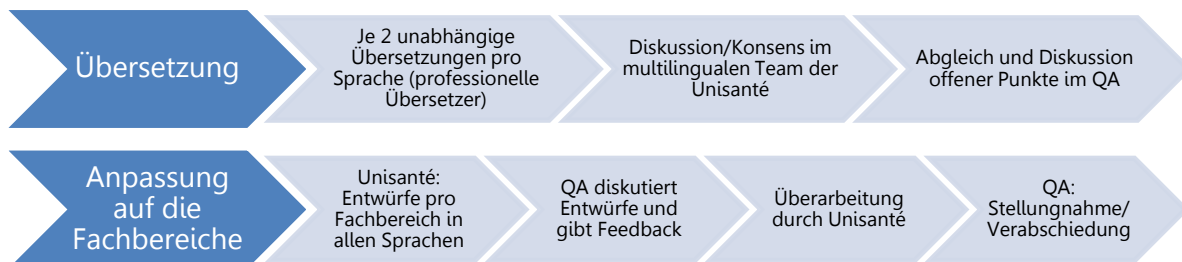 Übersetzung
Je 2 unabhängige
Übersetzungen pro
Sprache (professionelle
Übersetzer)
Diskussion/Konsens im
multilingualen Team der
Unisanté
Abgleich und Diskussion
offener Punkte im QA
Anpassung
auf die
Fachbereiche
Unisanté:
Entwürfe pro
Fachbereich in
allen Sprachen
QA diskutiert
Entwürfe und
gibt Feedback
Überarbeitung
durch Unisanté
QA:
Stellungnahme/
Verabschiedung